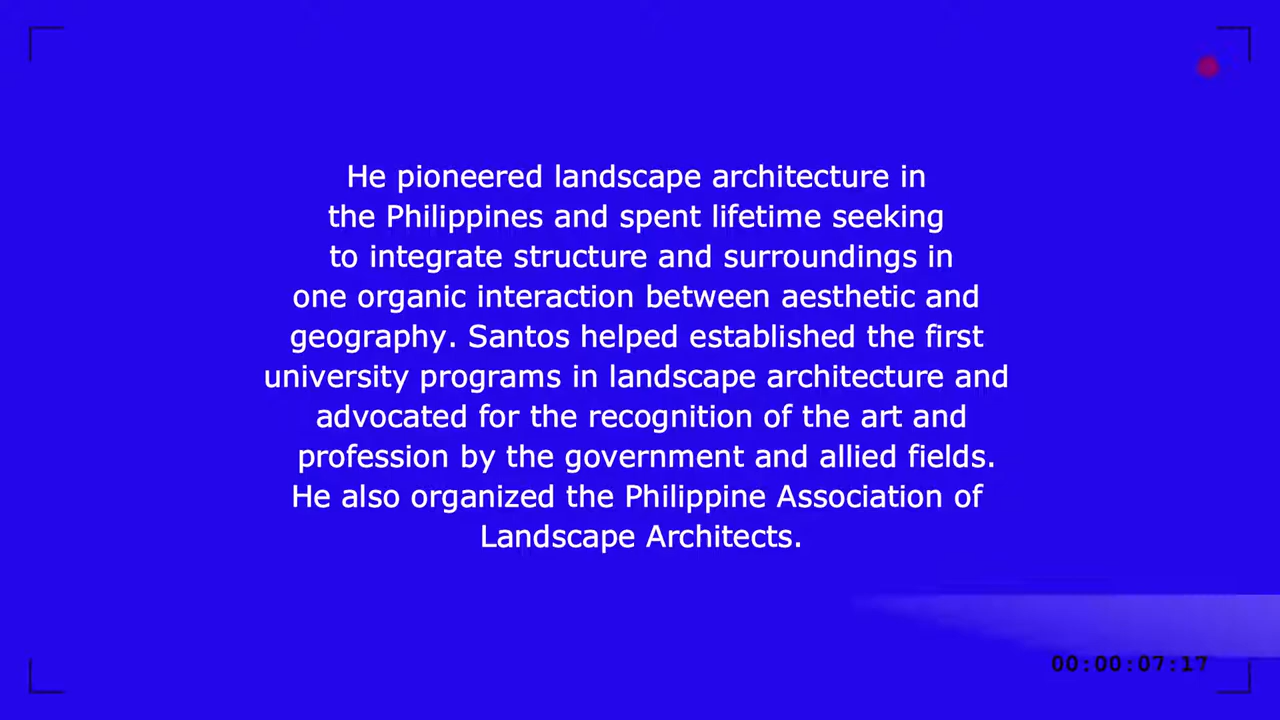 He pioneered landscape architecture in
the Philippines and spent lifetime seeking
to integrate structure and surroundings in
one organic interaction between aesthetic and
geography. Santos helped established the first
university programs in landscape architecture and
advocated for the recognition of the art and
profession by the government and allied fields.
He also organized the Philippine Association of
Landscape Architects.
00:00:07:17